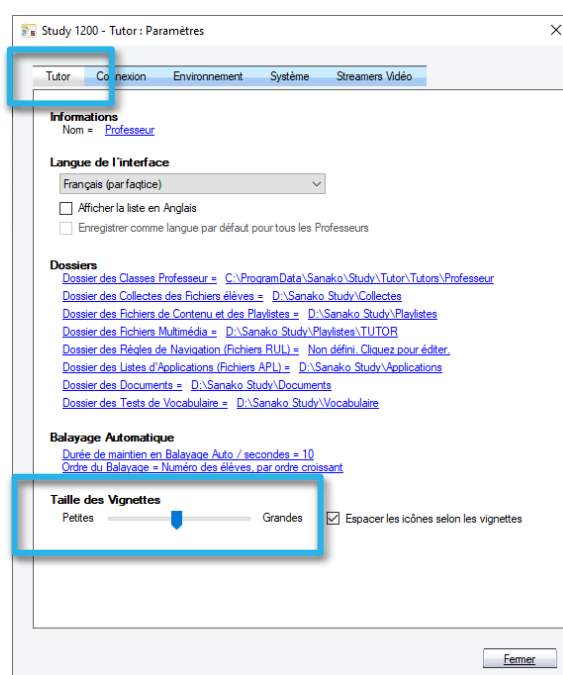 Study 1200 - Tutor : Paramètres
Tutor Connexion Environnement Système Streamers Vidéo
Informations
Nom = Professeur
Langue de l'interface
Français (par faqtice)
Afficher la liste en Anglais
Enregistrer comme langue par défaut pour tous les Professeurs
Dossiers
Dossier des Classes Professeur = C:\ProgramData\Sanako\Study\Tutor\Tutors\Professeur
Dossier des Collectes des Fichiers élèves = D:\Sanako Study\Collectes
Dossier des Fichiers de Contenu et des Playlistes = D:\Sanako Study\Playlistes
Dossier des Fichiers Multimédia = D:\Sanako Study\Playlistes\TUTOR
Dossier des Règles de Navigation (Fichiers RUL) = Non défini. Cliquez pour éditer.
Dossier des Listes d'Applications (Fichiers APL) = D:\Sanako Study\Applications
Dossier des Documents = D:\Sanako Study\Documents
Dossier des Tests de Vocabulaire = D:\Sanako Study\Vocabulaire
Balayage Automatique
Durée de maintien en Balayage Auto / secondes = 10
Ordre du Balayage = Numéro des élèves, par ordre croissant
Taille des Vignettes
Petites Grandes Espacer les icônes selon les vignettes
Fermer